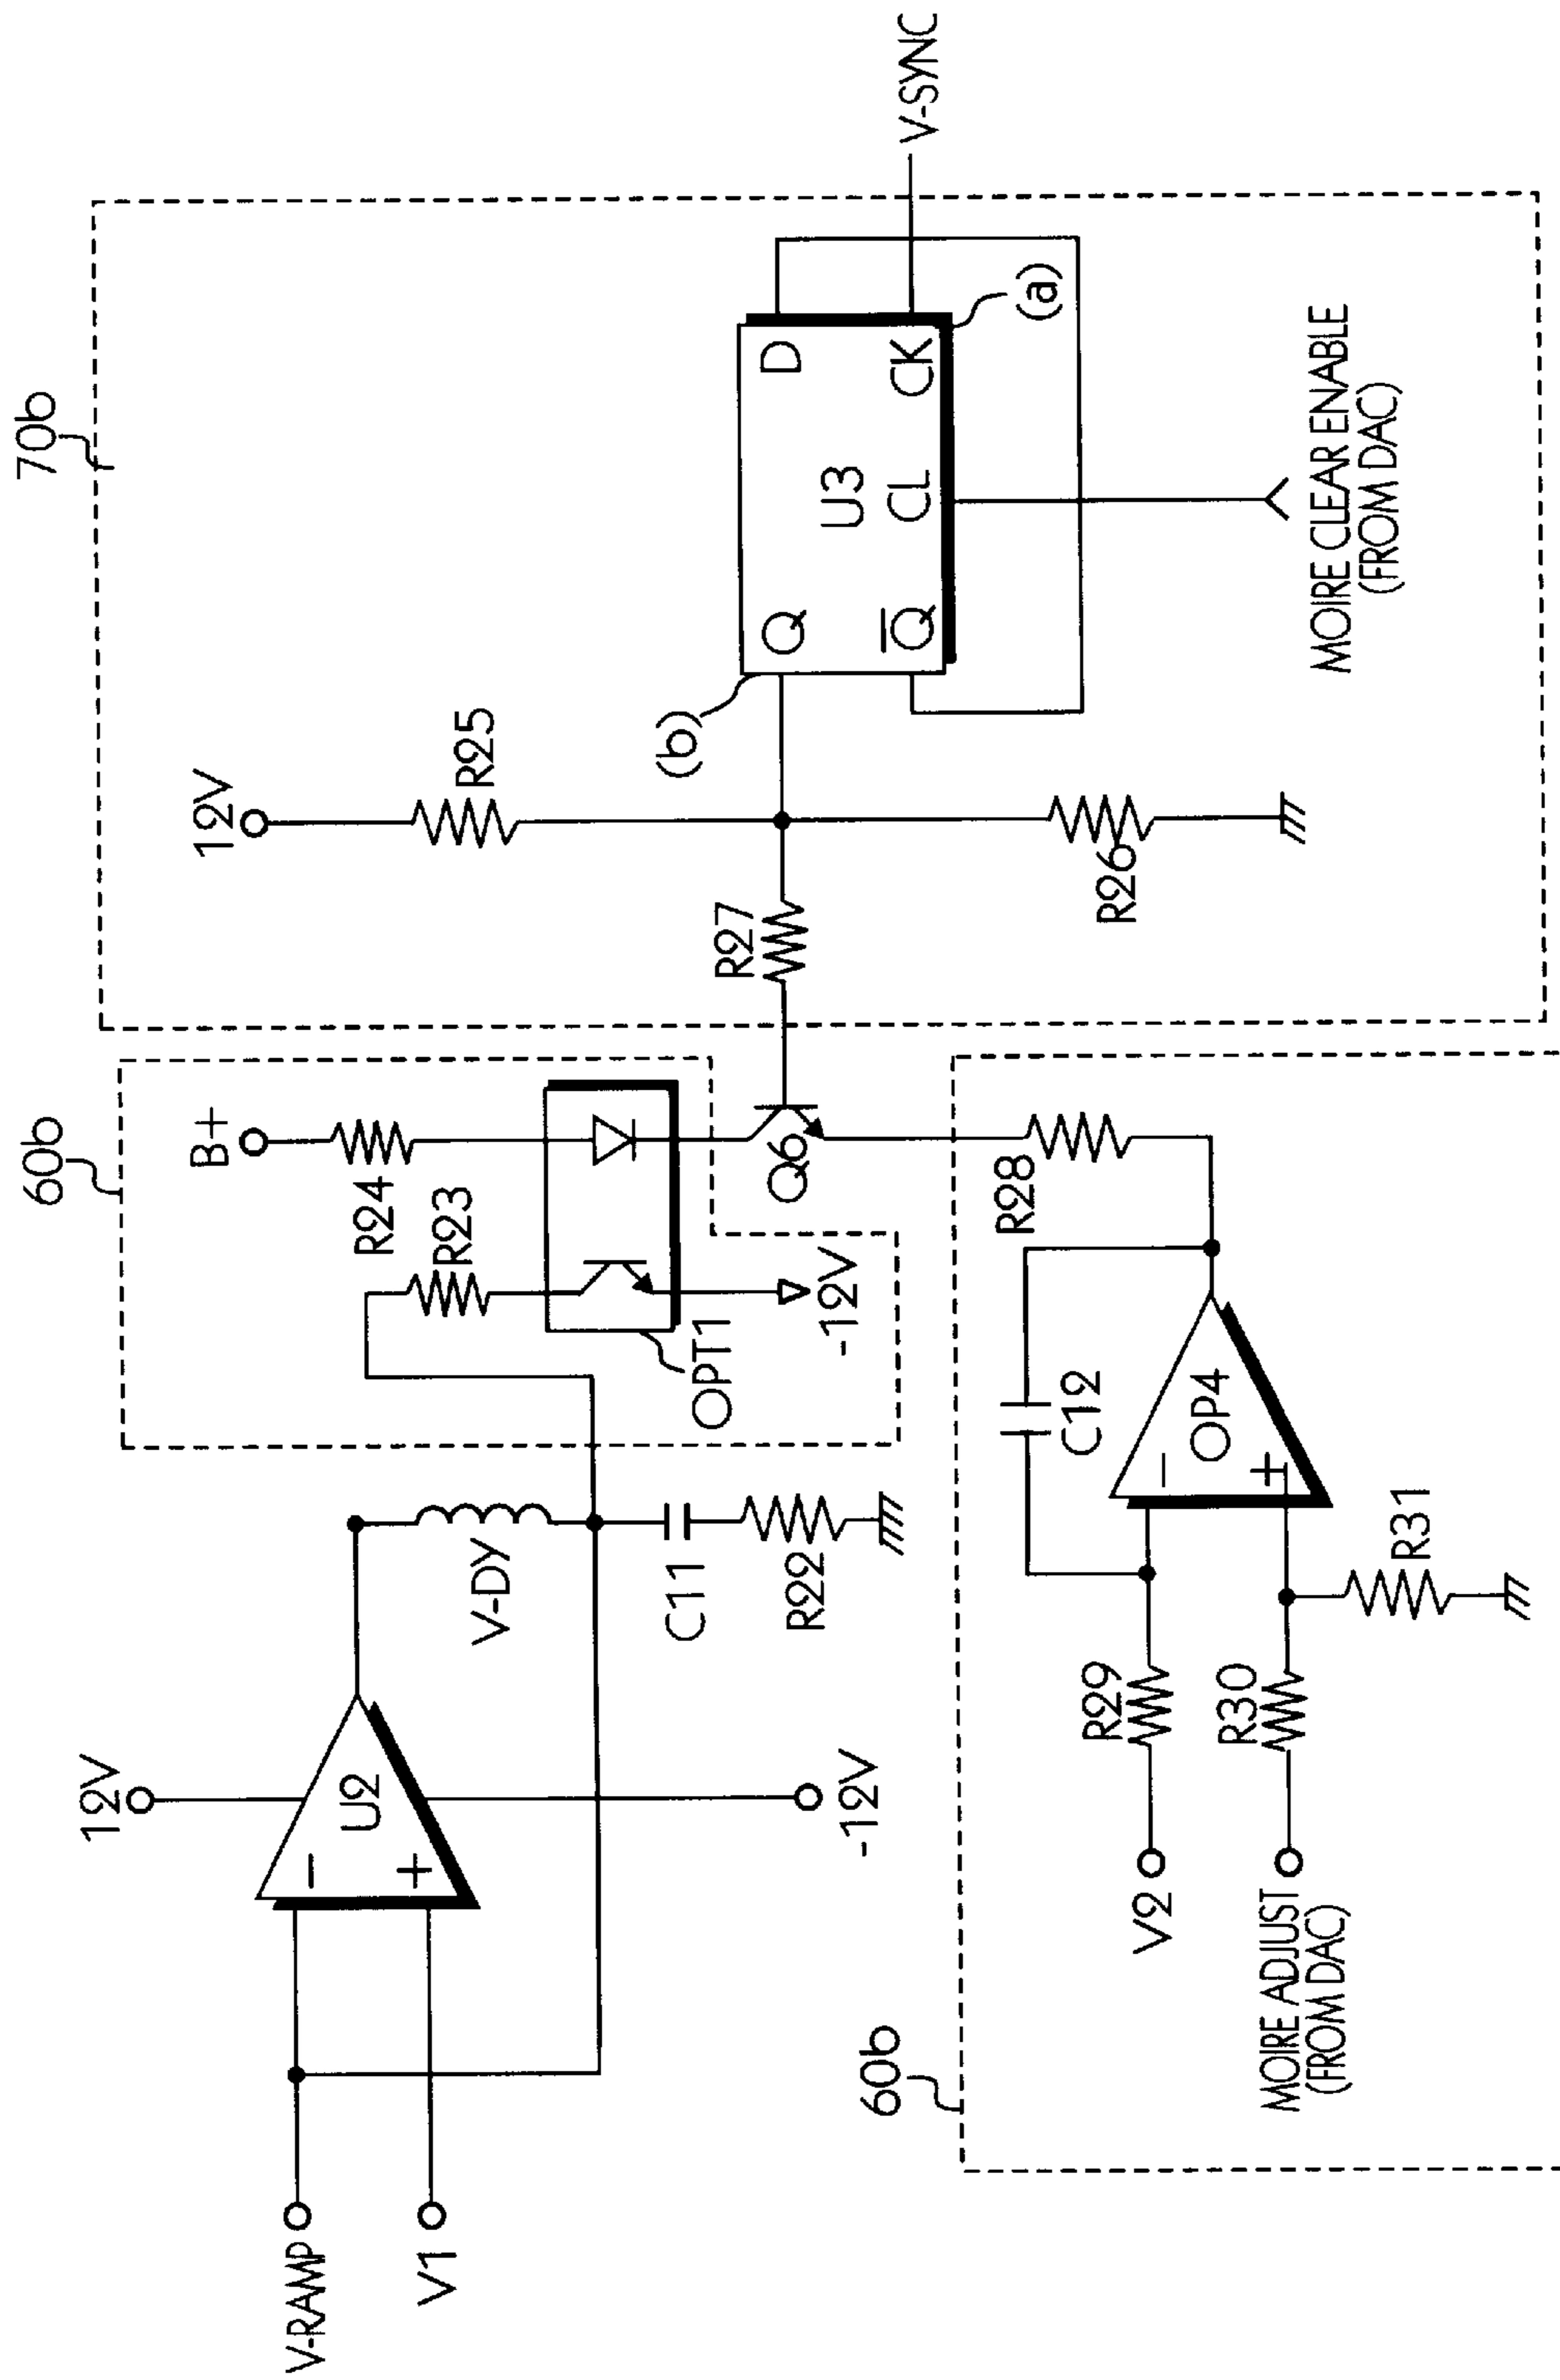 70b
60b
12V
R25
B+
R24
R23
12V
U2
−
+
-12V
V-RAMP
V1
V-DY
C11
R22
OPT1
-12V
Q6
R27
R26
(b)
Q
D
U3
Q
CL
CK
(a)
V-SYNC
MOIRE CLEAR ENABLE
(FROM DAC)
60b
R28
C12
OP4
−
+
R29
V2
R30
R31
MOIRE ADJUST
(FROM DAC)